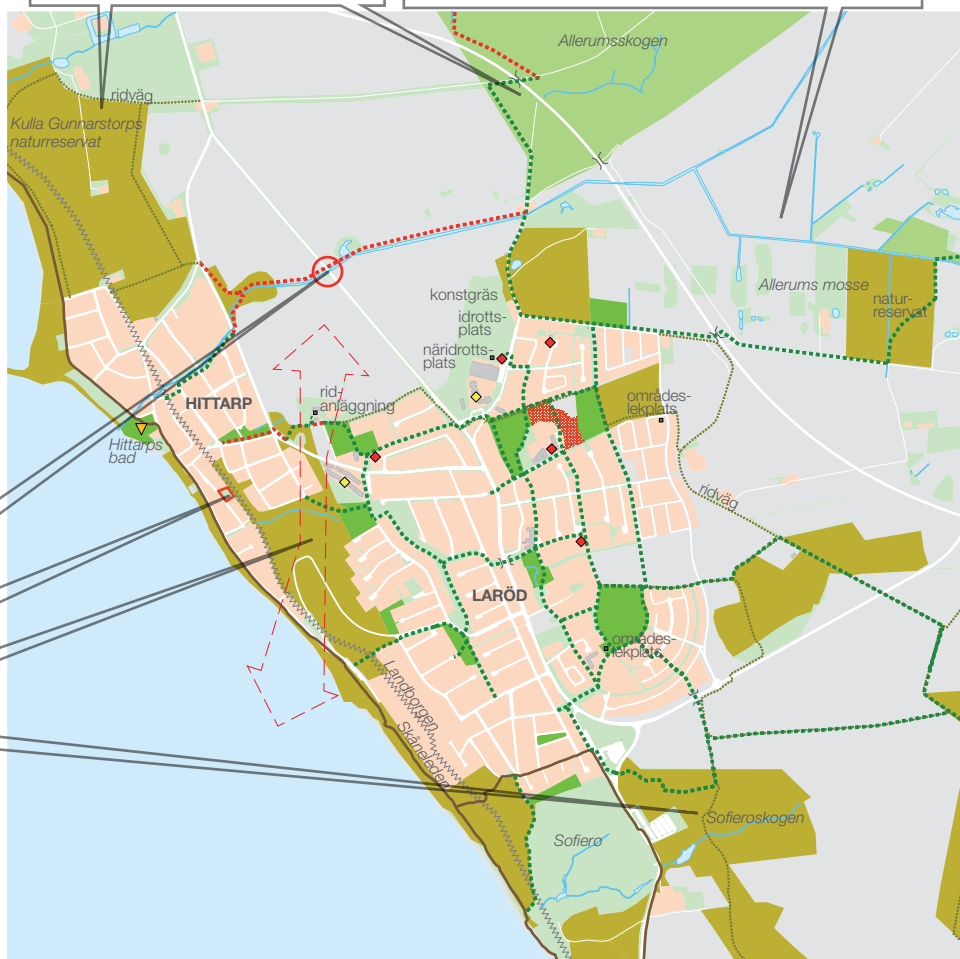 Allerumsskogen
ridväg
Kulla Gunnarstorps
naturreservat
Allerums mosse
natur-
reservat
konstgräs
idrotts-
plats
näridrotts-
plats
rid-
anläggning
områdes-
lekplats
HITTARP
Hittarps
bad
ridväg
LARÖD
områdes-
lekplats
Landborgen
Skåneleden
Sofieroskogen
Sofiero